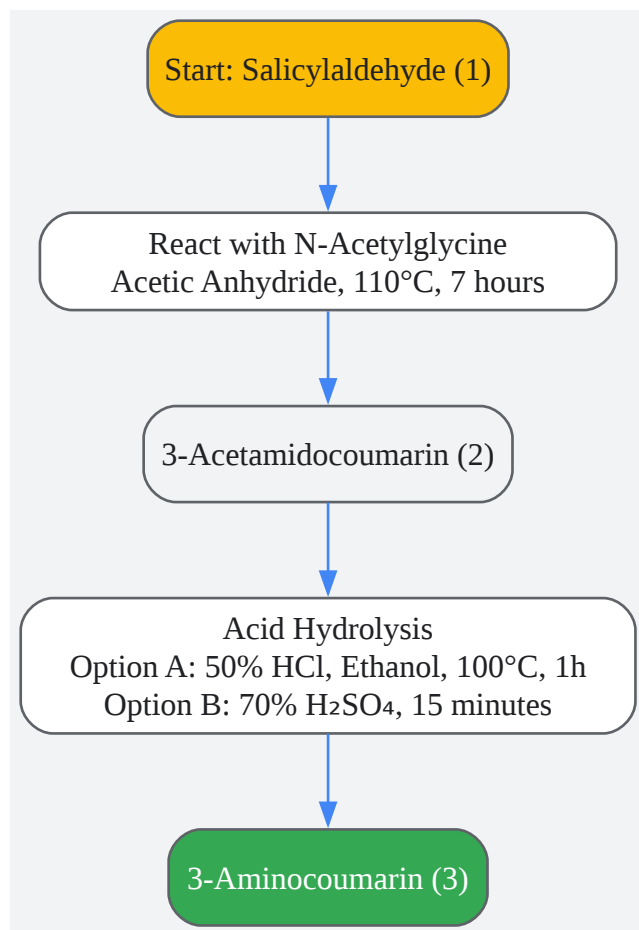 Start: Salicylaldehyde (1)
React with N-Acetylglycine
Acetic Anhydride, 110°C, 7 hours
3-Acetamidocoumarin (2)
Acid Hydrolysis
Option A: 50% HCl, Ethanol, 100°C, 1h
Option B: 70% H₂SO₄, 15 minutes
3-Aminocoumarin (3)